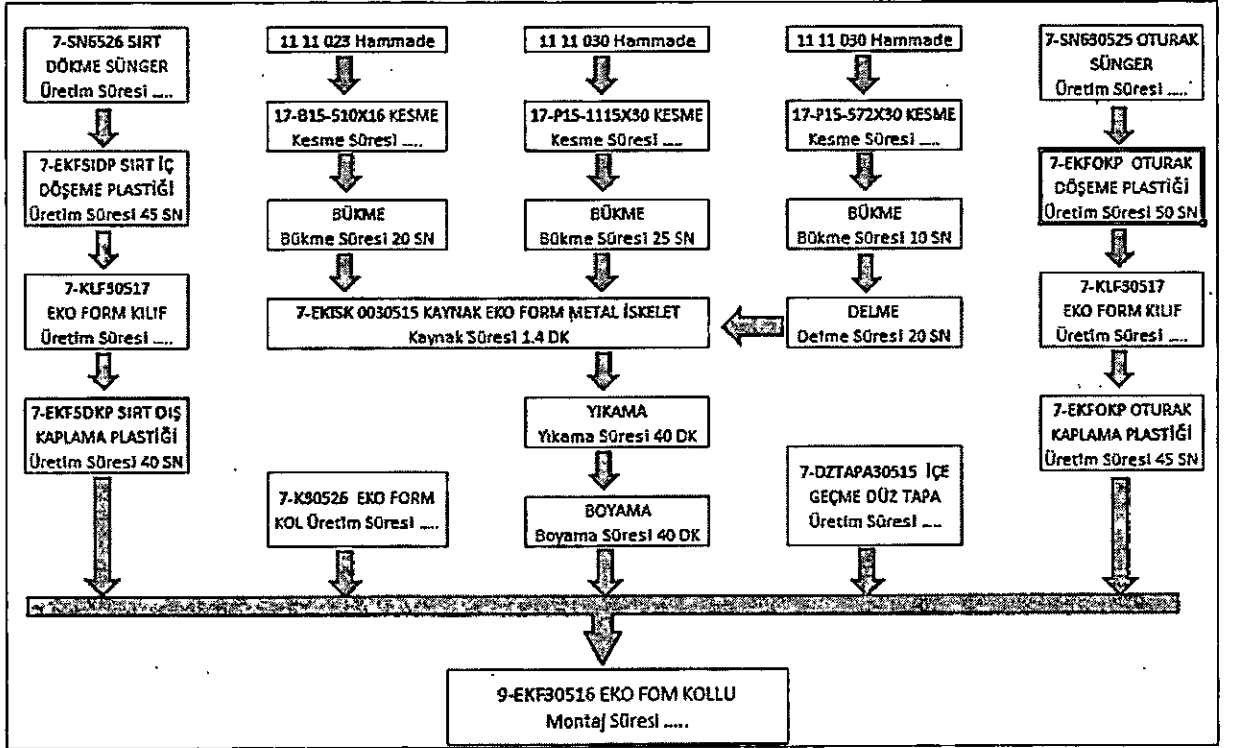 7-SN6526 SIRT
DÖKME SÜNGER
Üretim Süresi .....
7-EKFSIDP SIRT İÇ
DÖŞEME PLASTİĞİ
Üretim Süresi 45 SN
7-KLF30517
EKO FORM KILIF
Üretim Süresi .....
7-EKFSDKP SIRT DIŞ
KAPLAMA PLASTİĞİ
Üretim Süresi 40 SN
11 11 023 Hammade
17-B15-510X16 KESME
Kesme Süresi .....
BÜKME
Bükme Süresi 20 SN
11 11 030 Hammade
17-P15-1115X30 KESME
Kesme Süresi .....
BÜKME
Bükme Süresi 25 SN
11 11 030 Hammade
17-P15-572X30 KESME
Kesme Süresi .....
BÜKME
Bükme Süresi 10 SN
DELME
Delme Süresi 20 SN
7-EKISK 0030515 KAYNAK EKO FORM METAL İSKELET
Kaynak Süresi 1.4 DK
YIKAMA
Yıkama Süresi 40 DK
BOYAMA
Boyama Süresi 40 DK
7-K30526 EKO FORM
KOL Üretim Süresi .....
7-DZTAPA30515 İÇE
GEÇME DÜZ TAPA
Üretim Süresi .....
7-SN630525 OTURAK
SÜNGER
Üretim Süresi .....
7-EKFOKP OTURAK
DÖŞEME PLASTİĞİ
Üretim Süresi 50 SN
7-KLF30517
EKO FORM KILIF
Üretim Süresi .....
7-EKFOKP OTURAK
KAPLAMA PLASTİĞİ
Üretim Süresi 45 SN
9-EKF30516 EKO FOM KOLLU
Montaj Süresi .....